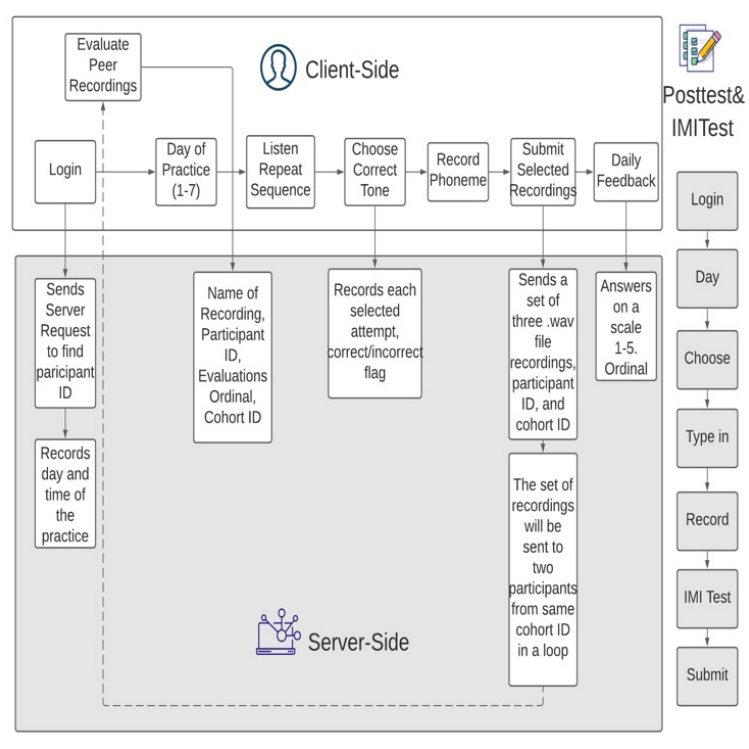 Evaluate
Peer
Recordings
Client-Side
Login
Day of
Practice
(1-7)
Listen
Repeat
Sequence
Choose
Correct
Tone
Record
Phoneme
Submit
Selected
Recordings
Daily
Feedback
Sends
Server
Request
to find
paricipant
ID
Records
day and
time of
the
practice
Name of
Recording,
Participant
ID,
Evaluations
Ordinal,
Cohort ID
Records each
selected
attempt,
correct/incorrect
flag
Sends a
set of
three .wav
file
recordings,
participant
ID, and
cohort ID
The set of
recordings
will be
sent to
two
participants
from same
cohort ID
in a loop
Answers
on a
scale
1-5.
Ordinal
Server-Side
Posttest&
IMITest
Login
Day
Choose
Type in
Record
IMI Test
Submit